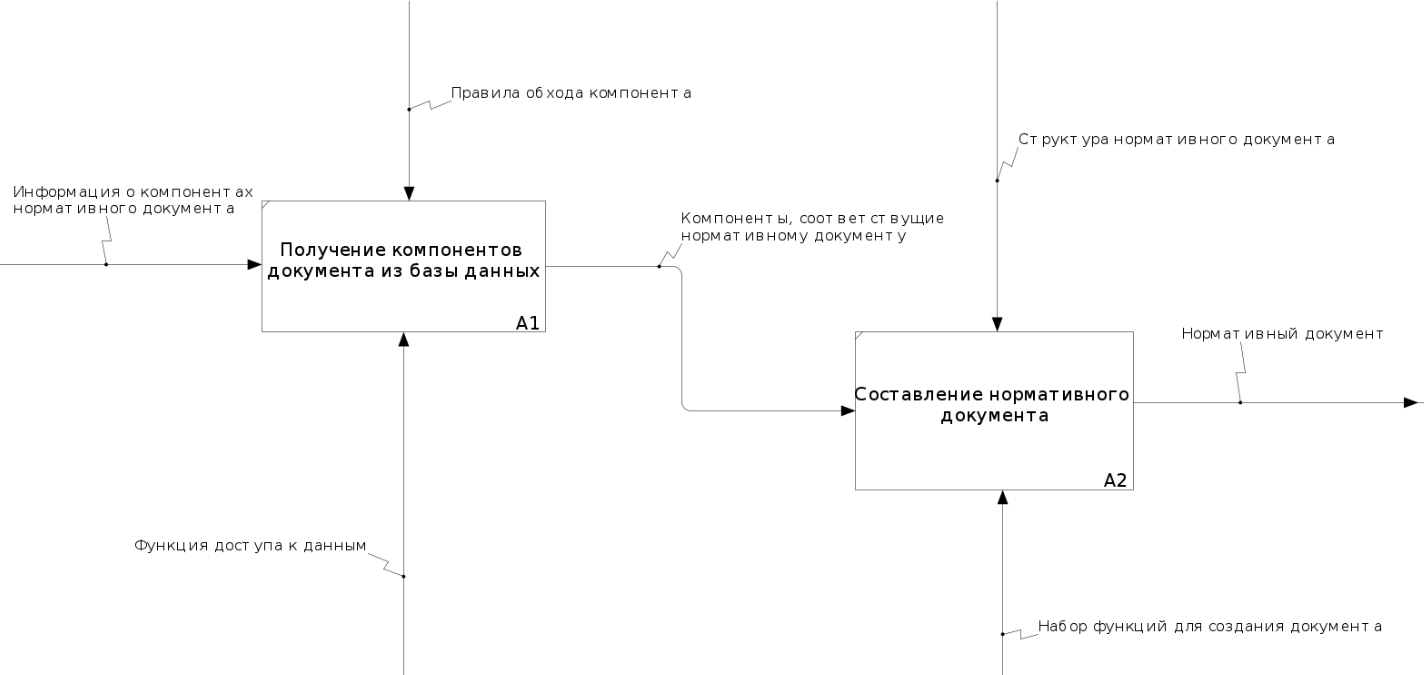 Правила обхода компонента
Структура нормативного документа
Информация о компонентах
нормативного документа
Компоненты, соответствущие
нормативному документу
Получение компонентов
документа из базы данных
A1
Нормативный документ
Составление нормативного
документа
A2
Функция доступа к данным
Набор функций для создания документа